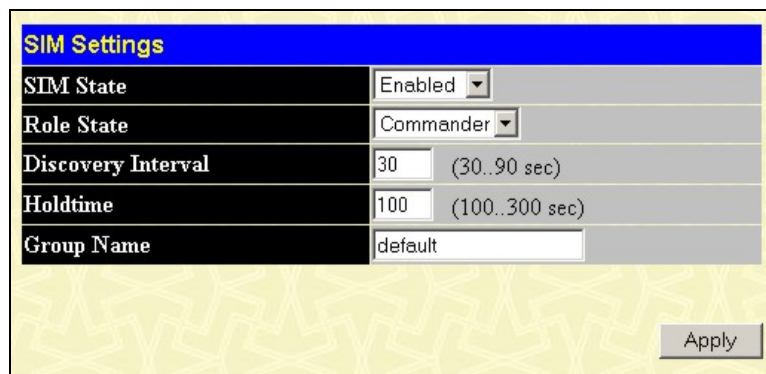 SIM Settings
SIM State Enabled
Role State Commander
Discovery Interval 30 (30..90 sec)
Holdtime 100 (100..300 sec)
Group Name default
Apply